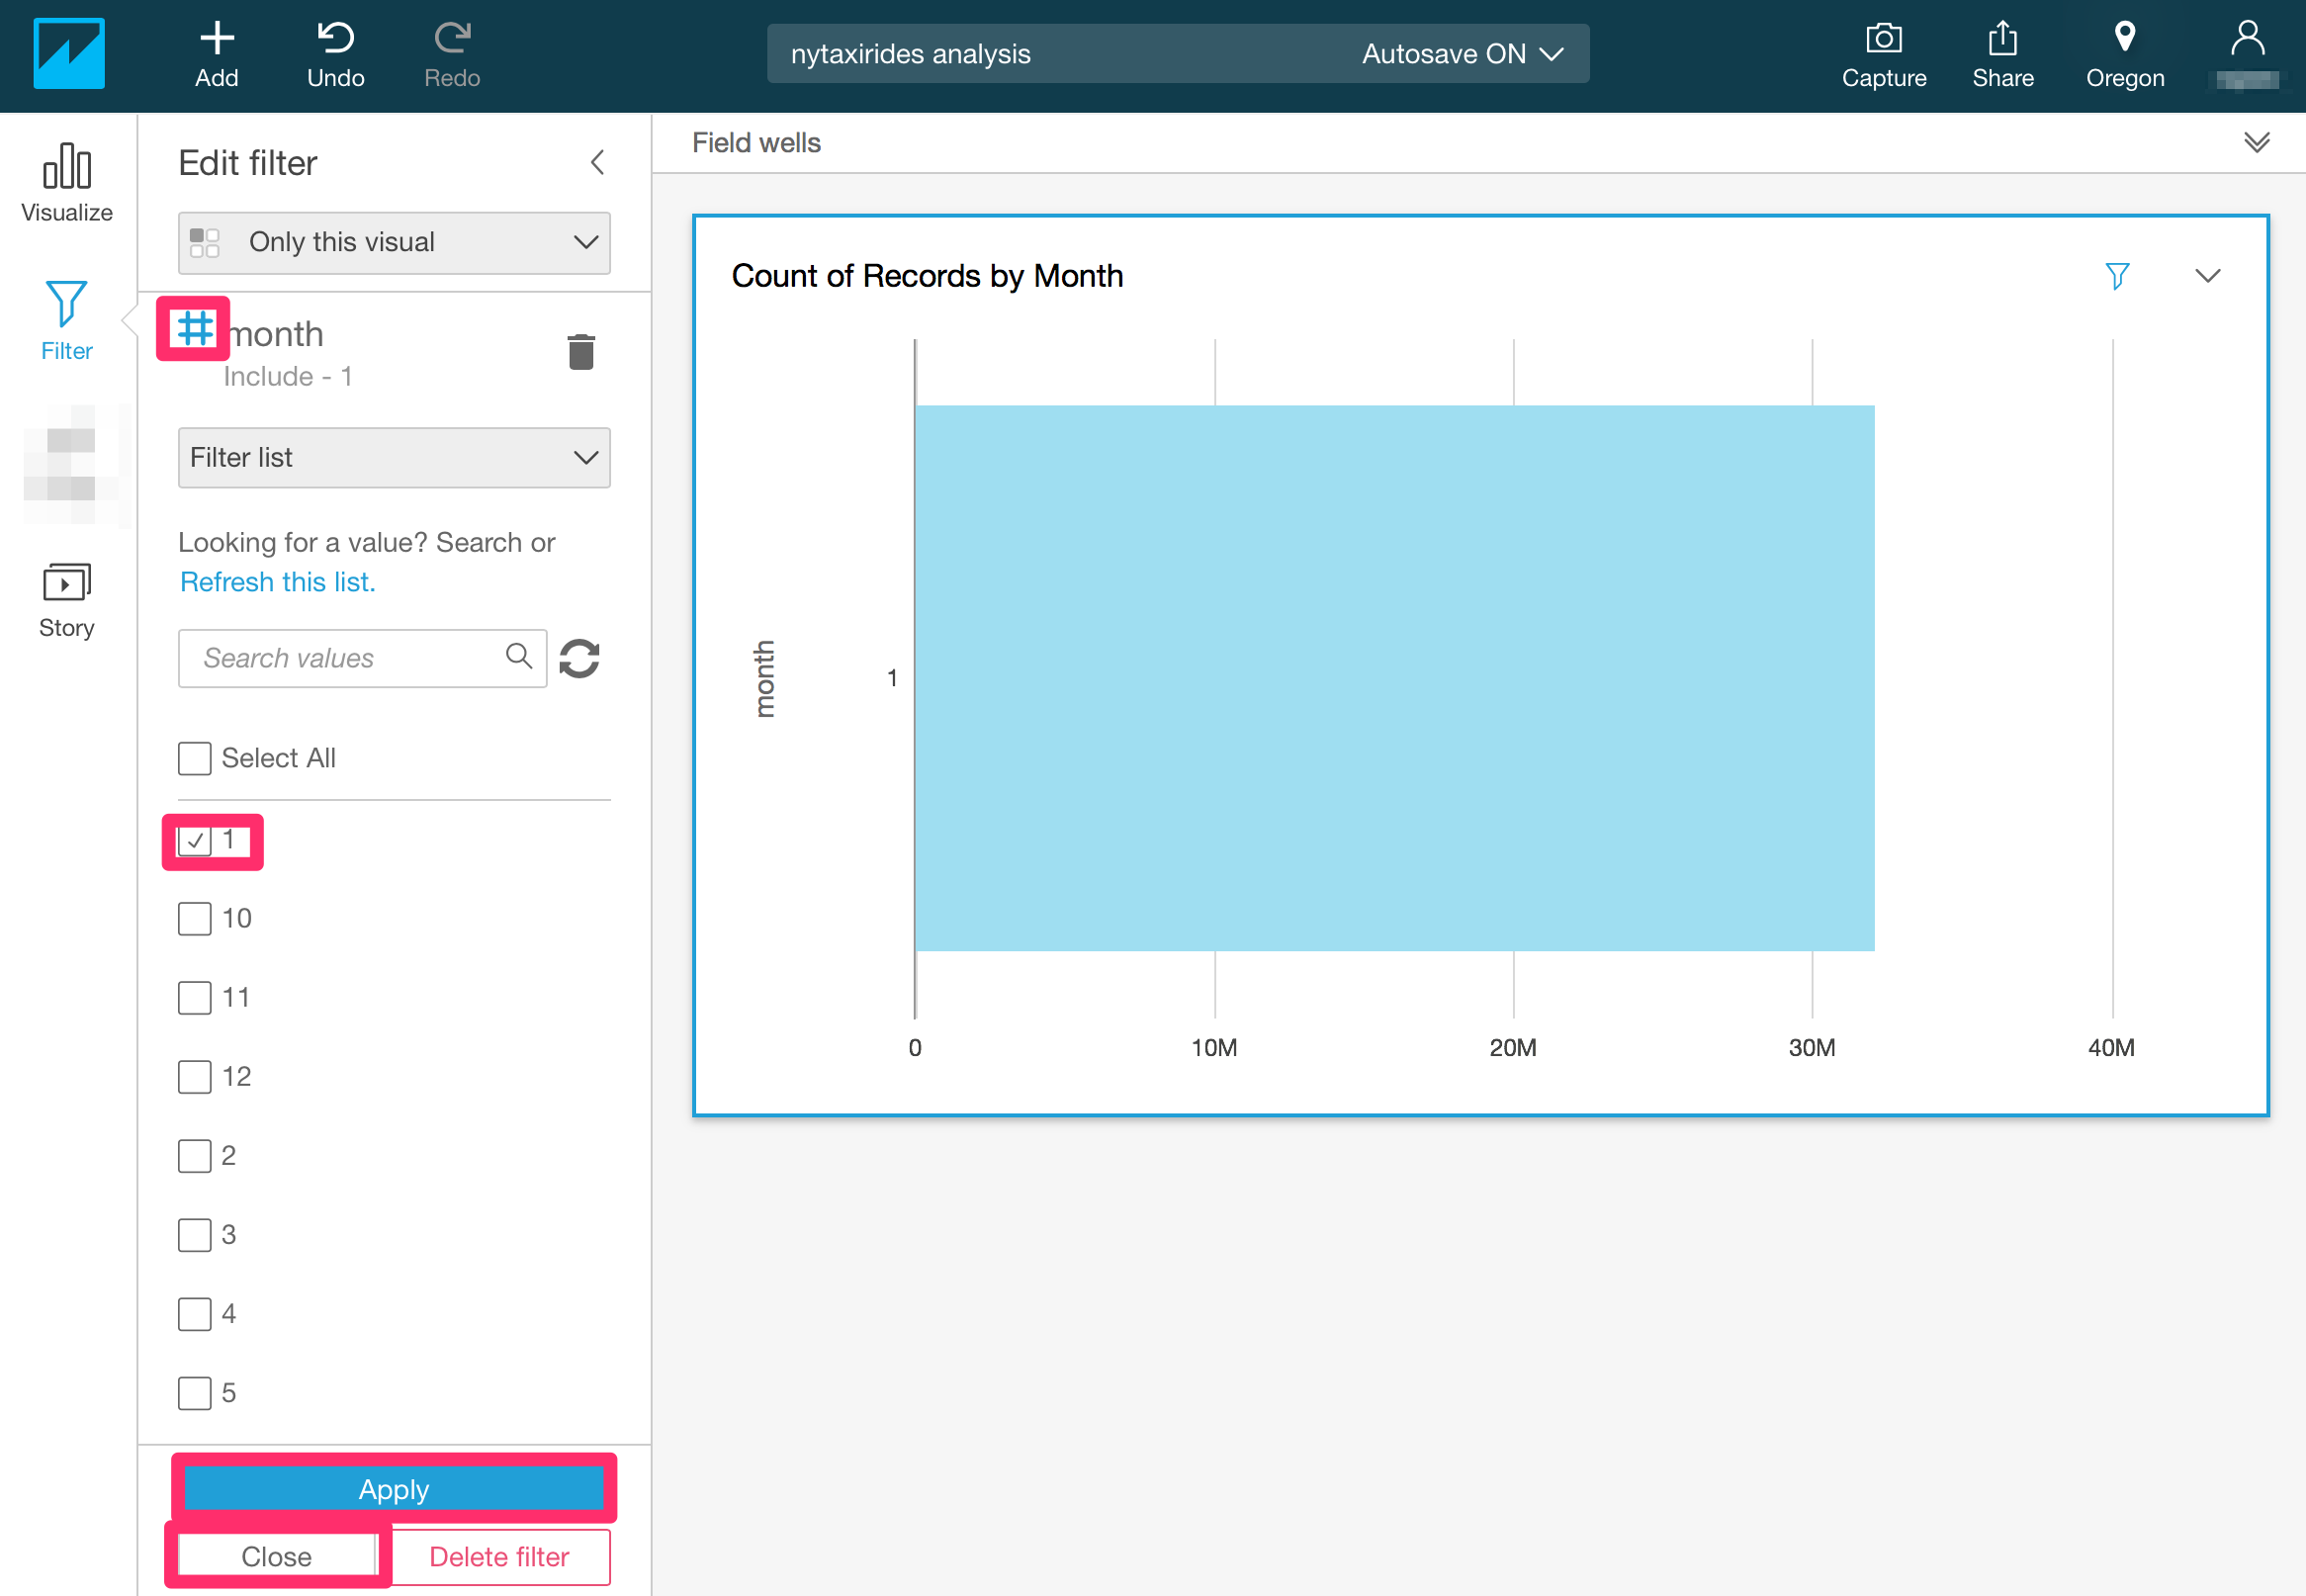 Add
Undo
Redo
nytaxirides analysis
Autosave ON
Capture
Share
Oregon
Visualize
Filter
Story
Edit filter
Only this visual
month
Include - 1
Filter list
Looking for a value? Search or
Refresh this list.
Search values
Select All
1
10
11
12
2
3
4
5
Apply
Close
Delete filter
Field wells
Count of Records by Month
month
1
0
10M
20M
30M
40M